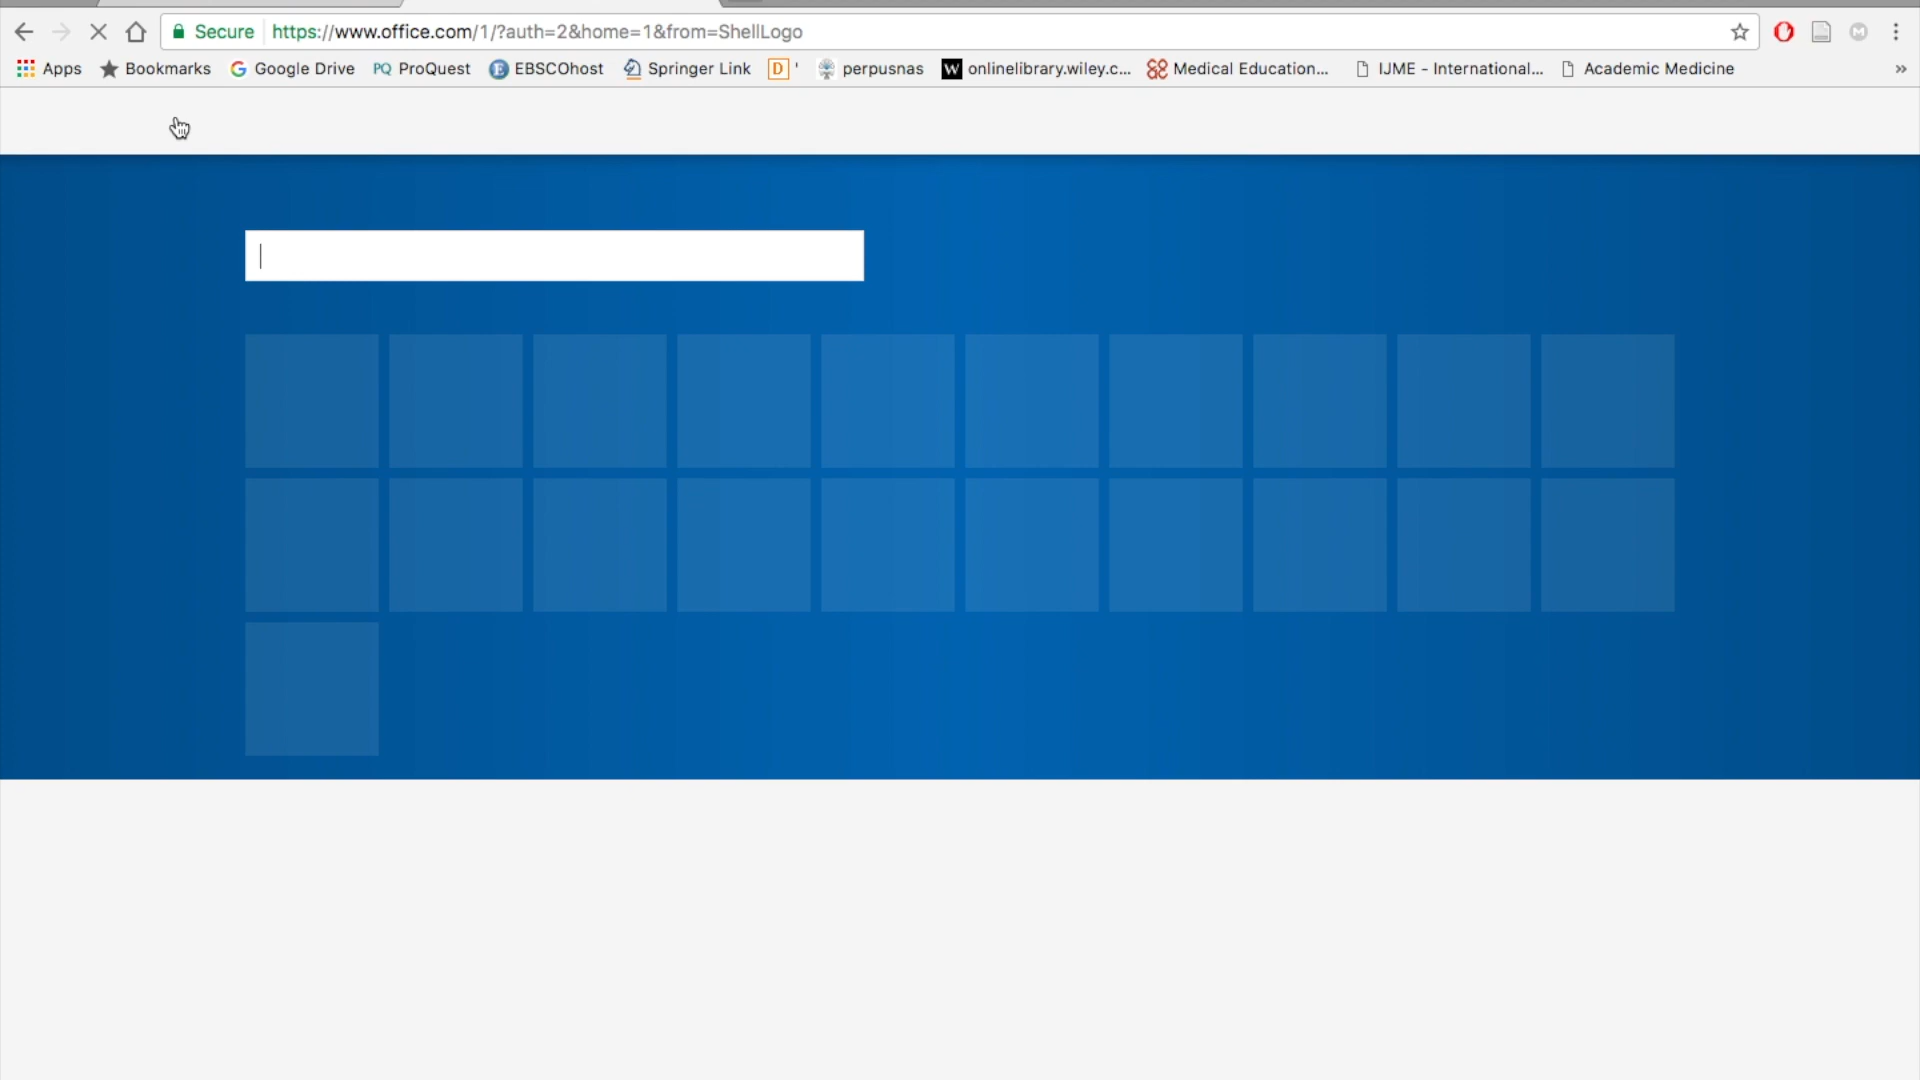 Secure https://www.office.com/1/?auth=2&home=1&from=ShellLogo
Apps Bookmarks Google Drive PQ ProQuest EBSCOhost Springer Link D ' perpusnas W onlinelibrary.wiley.c... Medical Education... IJME - International... Academic Medicine »